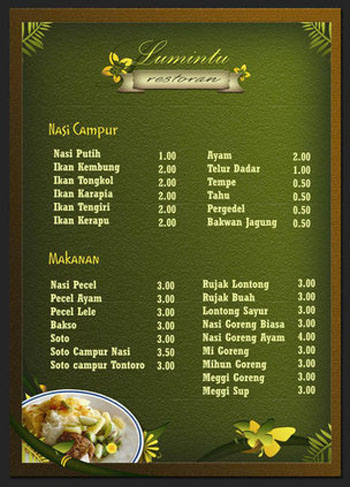 Lumintu
restoran
Nasi Campur
Nasi Putih 1.00
Ikan Kembung 2.00
Ikan Tongkol 2.00
Ikan Karapia 2.00
Ikan Tengiri 2.00
Ikan Kerapu 2.00
Ayam 2.00
Telur Dadar 1.00
Tempe 0.50
Tahu 0.50
Pergedel 0.50
Bakwan Jagung 0.50
Makanan
Nasi Pecel 3.00
Pecel Ayam 3.00
Pecel Lele 3.00
Bakso 3.00
Soto 3.00
Soto Campur Nasi 3.50
Soto campur Tontoro 3.00
Rujak Lontong 3.00
Rujak Buah 3.00
Lontong Sayur 3.00
Nasi Goreng Biasa 3.00
Nasi Goreng Ayam 4.00
Mi Goreng 3.00
Mihun Goreng 3.00
Meggi Goreng 3.00
Meggi Sup 3.00